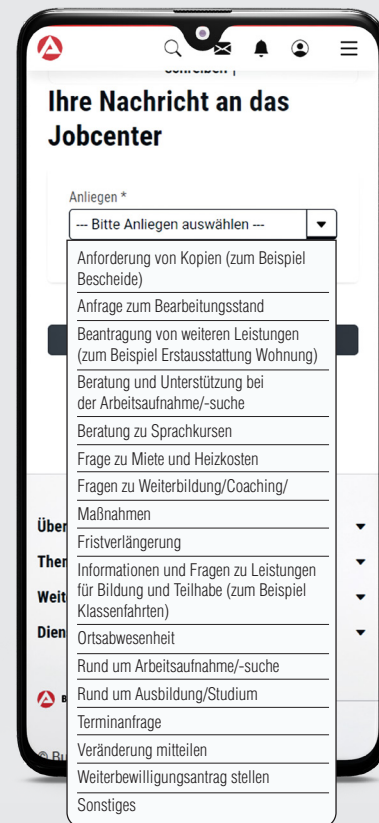 Ihre Nachricht an das
Jobcenter
Anliegen *
--- Bitte Anliegen auswählen ---
Anforderung von Kopien (zum Beispiel
Bescheide)
Anfrage zum Bearbeitungsstand
Beantragung von weiteren Leistungen
(zum Beispiel Erstausstattung Wohnung)
Beratung und Unterstützung bei
der Arbeitsaufnahme/-suche
Beratung zu Sprachkursen
Frage zu Miete und Heizkosten
Fragen zu Weiterbildung/Coaching/
Maßnahmen
Fristverlängerung
Informationen und Fragen zu Leistungen
für Bildung und Teilhabe (zum Beispiel
Klassenfahrten)
Ortsabwesenheit
Rund um Arbeitsaufnahme/-suche
Rund um Ausbildung/Studium
Terminanfrage
Veränderung mitteilen
Weiterbewilligungsantrag stellen
Sonstiges